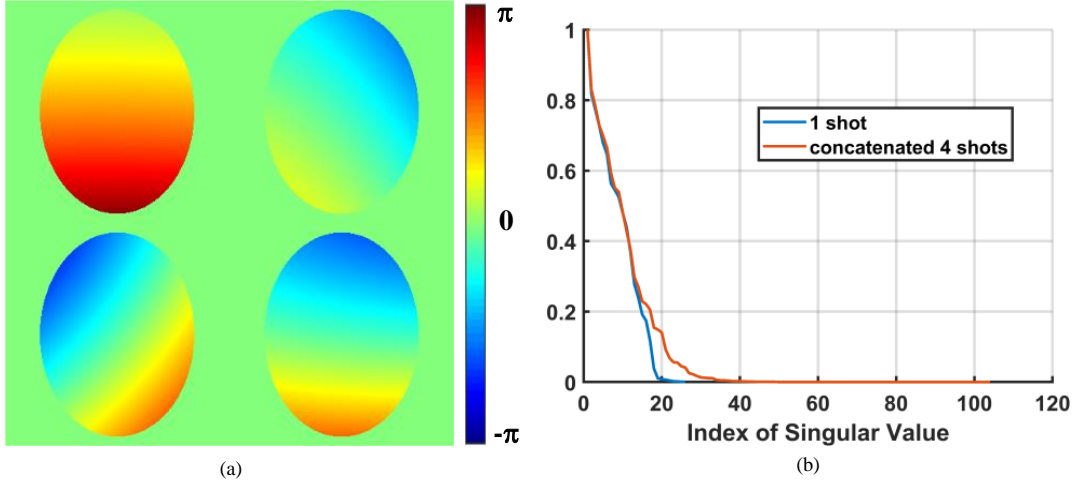 π
0
-π
(a)
1
0.8
0.6
0.4
0.2
0
1 shot
concatenated 4 shots
0 20 40 60 80 100 120
Index of Singular Value
(b)